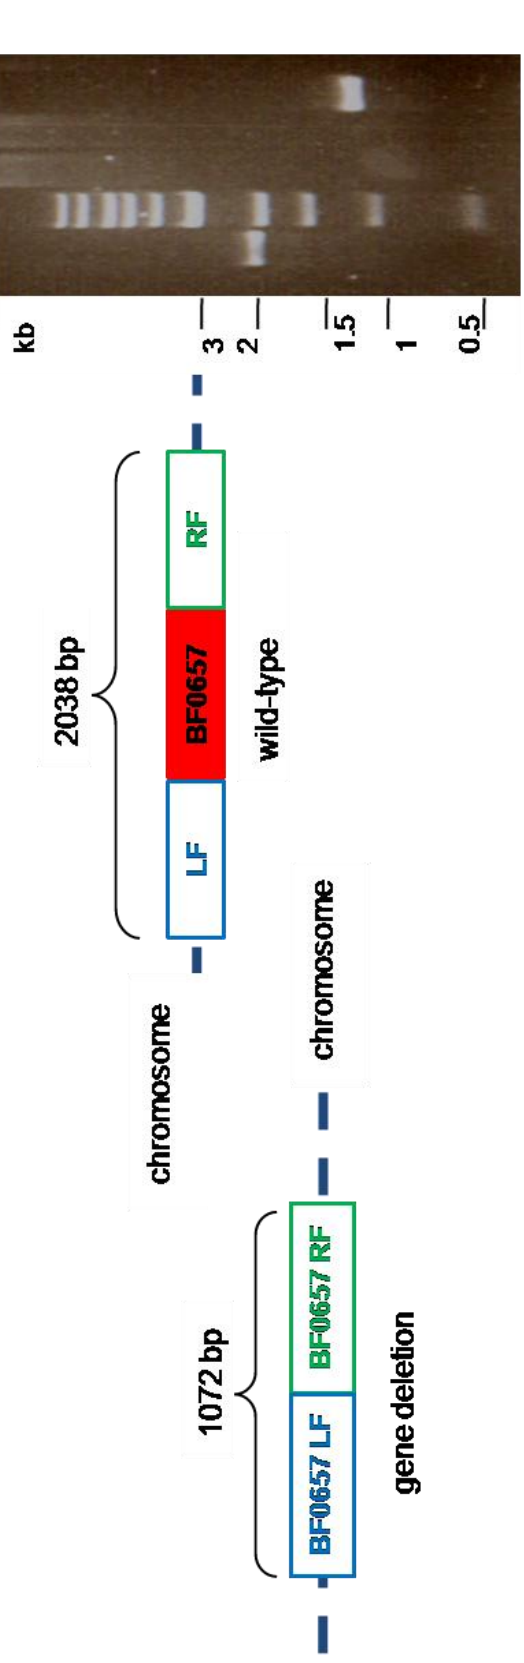 1072 bp
BF0657 LF BF0657 RF
chromosome
gene deletion
2038 bp
chromosome
LF BF0657 RF
wild-type
kb
3
2
1.5
1
0.5